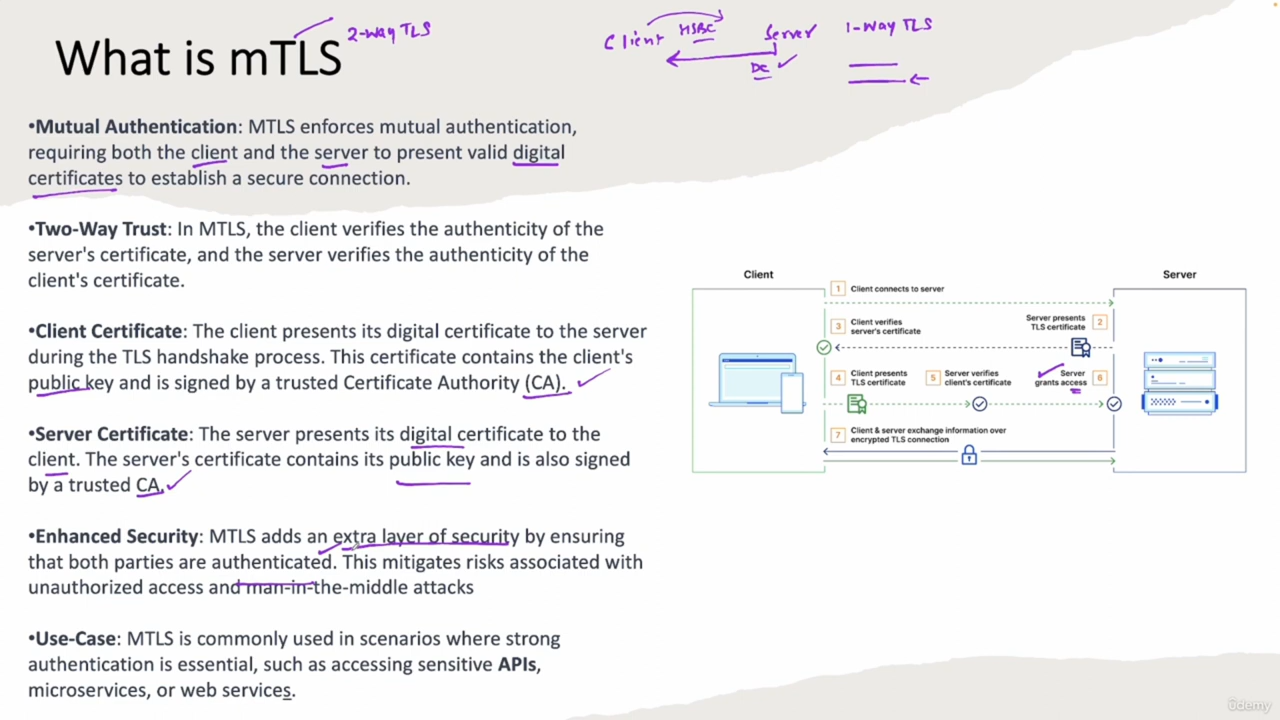 What is mTLS
2-Way TLS
Client HSBC Server 1-Way TLS
DC
•Mutual Authentication: MTLS enforces mutual authentication,
requiring both the client and the server to present valid digital
certificates to establish a secure connection.
•Two-Way Trust: In MTLS, the client verifies the authenticity of the
server's certificate, and the server verifies the authenticity of the
client's certificate.
•Client Certificate: The client presents its digital certificate to the server
during the TLS handshake process. This certificate contains the client's
public key and is signed by a trusted Certificate Authority (CA).
•Server Certificate: The server presents its digital certificate to the
client. The server's certificate contains its public key and is also signed
by a trusted CA.
•Enhanced Security: MTLS adds an extra layer of security by ensuring
that both parties are authenticated. This mitigates risks associated with
unauthorized access and man-in-the-middle attacks
•Use-Case: MTLS is commonly used in scenarios where strong
authentication is essential, such as accessing sensitive APIs,
microservices, or web services.
Client
Server
1 Client connects to server
Server presents
TLS certificate 2
3 Client verifies
server's certificate
4 Client presents
TLS certificate
5 Server verifies
client's certificate
Server
grants access 6
7 Client & server exchange information over
encrypted TLS connection
ûdemy